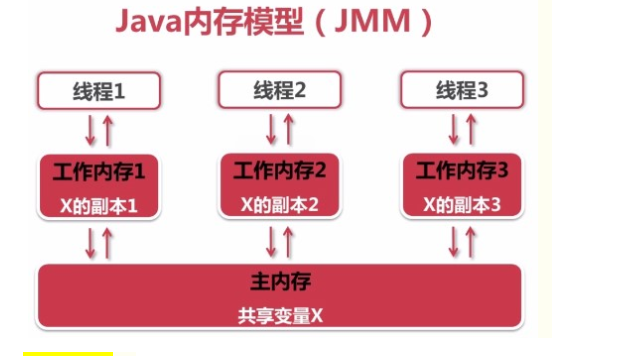 Java内存模型（JMM）
线程1 线程2 线程3
工作内存1 工作内存2 工作内存3
X的副本1 X的副本2 X的副本3
主内存
共享变量X